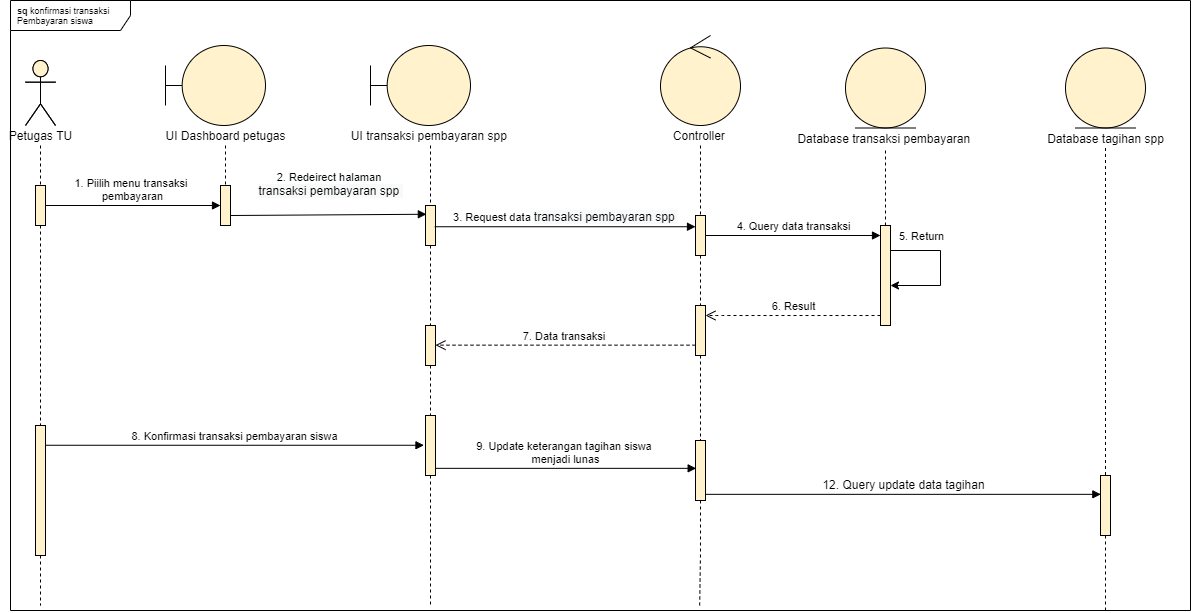 sq konfirmasi transaksi
Pembayaran siswa
Petugas TU
UI Dashboard petugas
UI transaksi pembayaran spp
Controller
Database transaksi pembayaran
Database tagihan spp
1. Piilih menu transaksi
pembayaran
2. Redeirect halaman
transaksi pembayaran spp
3. Request data transaksi pembayaran spp
4. Query data transaksi
5. Return
6. Result
7. Data transaksi
8. Konfirmasi transaksi pembayaran siswa
9. Update keterangan tagihan siswa
menjadi lunas
12. Query update data tagihan